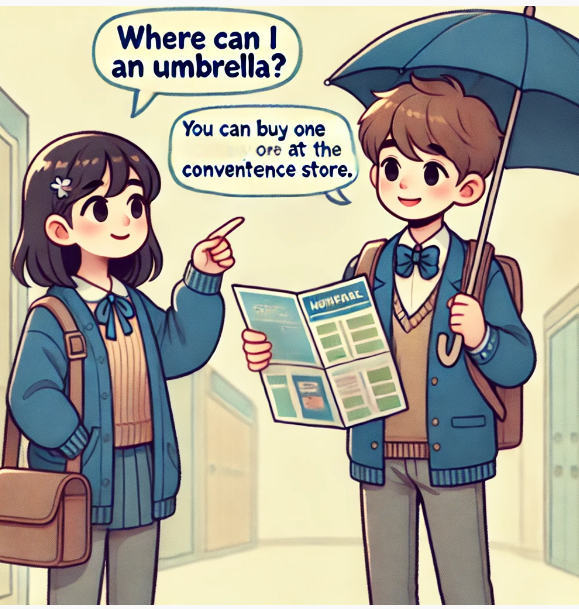 Where can I
an umbrella?
You can buy one
ore at the
conventence store.